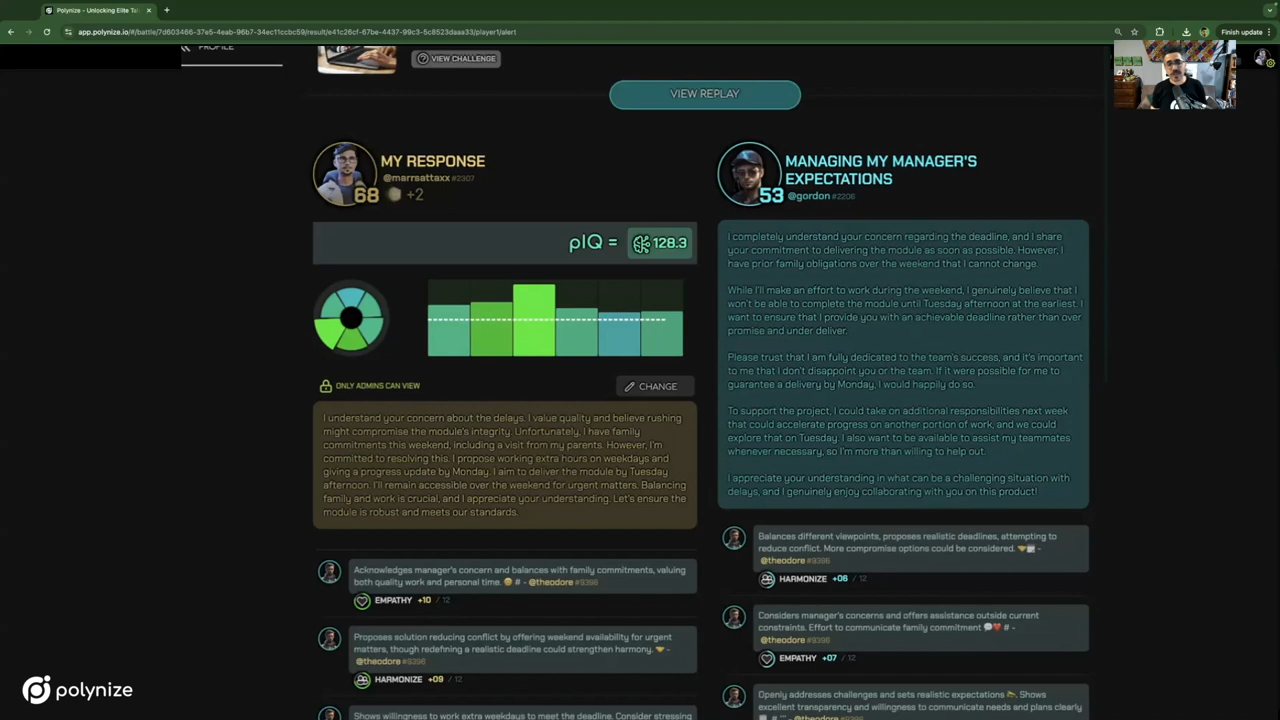 Polynize - Unlocking Elite Ta
app.polynize.io/#/battle/7d603466-37e5-4eab-96b7-34ec11ccbc59/result/e41c26cf-67be-4437-99c3-5c8523daaa33/player1/alert
Finish update
PROFILE
VIEW CHALLENGE
VIEW REPLAY
MY RESPONSE
@marrsattaxx #2307
68 +2
ρIQ = 128.3
ONLY ADMINS CAN VIEW
CHANGE
I understand your concern about the delays. I value quality and believe rushing
might compromise the module's integrity. Unfortunately, I have family
commitments this weekend, including a visit from my parents. However, I'm
committed to resolving this. I propose working extra hours on weekdays and
giving a progress update by Monday. I aim to deliver the module by Tuesday
afternoon. I'll remain accessible over the weekend for urgent matters. Balancing
family and work is crucial, and I appreciate your understanding. Let's ensure the
module is robust and meets our standards.
Acknowledges manager's concern and balances with family commitments, valuing
both quality work and personal time. 😊 # - @theodore #9396
EMPATHY +10 / 12
Proposes solution reducing conflict by offering weekend availability for urgent
matters, though redefining a realistic deadline could strengthen harmony. 🤝 -
@theodore #9396
HARMONIZE +09 / 12
Shows willingness to work extra weekdays to meet the deadline. Consider stressing
MANAGING MY MANAGER'S
EXPECTATIONS
53 @gordon #2206
I completely understand your concern regarding the deadline, and I share
your commitment to delivering the module as soon as possible. However, I
have prior family obligations over the weekend that I cannot change.
While I'll make an effort to work during the weekend, I genuinely believe that I
won't be able to complete the module until Tuesday afternoon at the earliest. I
want to ensure that I provide you with an achievable deadline rather than over
promise and under deliver.
Please trust that I am fully dedicated to the team's success, and it's important
to me that I don't disappoint you or the team. If it were possible for me to
guarantee a delivery by Monday, I would happily do so.
To support the project, I could take on additional responsibilities next week
that could accelerate progress on another portion of work, and we could
explore that on Tuesday. I also want to be available to assist my teammates
whenever necessary, so I'm more than willing to help out.
I appreciate your understanding in what can be a challenging situation with
delays, and I genuinely enjoy collaborating with you on this product!
Balances different viewpoints, proposes realistic deadlines, attempting to
reduce conflict. More compromise options could be considered. 🤝📅 -
@theodore #9396
HARMONIZE +06 / 12
Considers manager's concerns and offers assistance outside current
constraints. Effort to communicate family commitment 💬❤️ # -
@theodore #9396
EMPATHY +07 / 12
Openly addresses challenges and sets realistic expectations. Shows
excellent transparency and willingness to communicate needs and plans clearly
@theodore #9396
polynize